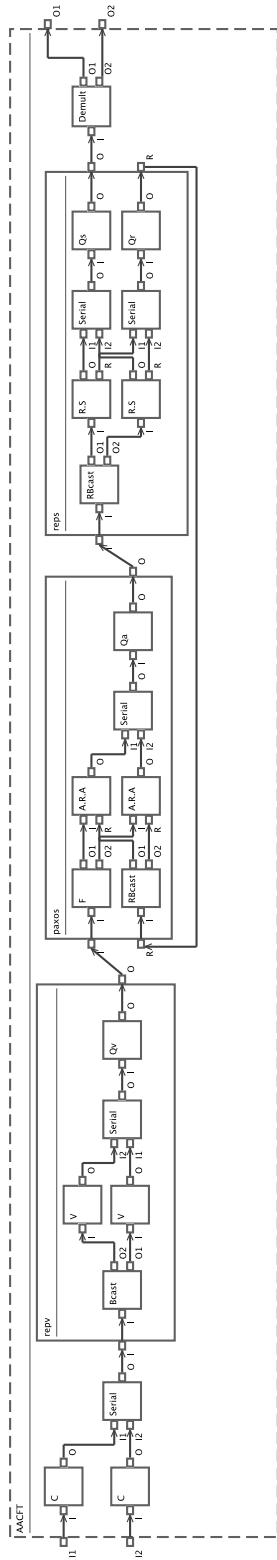 AACFT
I1
I
C
O
I2
I
C
O
I1
I2
Serial
O
I
repv
I
Bcast
O2
O1
I
V
O
I
V
O
I2
I1
Serial
O
I
Qv
O
O
paxos
I
I
F
O1
O2
R
I
RBcast
O1
O2
I
R
A.R.A
O
I
R
A.R.A
O
I1
I2
Serial
O
I
Qa
O
O
reps
I
I
RBcast
O1
O2
I
R.S
O
R
I
R.S
O
R
I1
I2
Serial
O
I1
I2
Serial
O
I
Qs
O
I
Qr
O
O
R
I
Demult
O1
O2
O1
O2